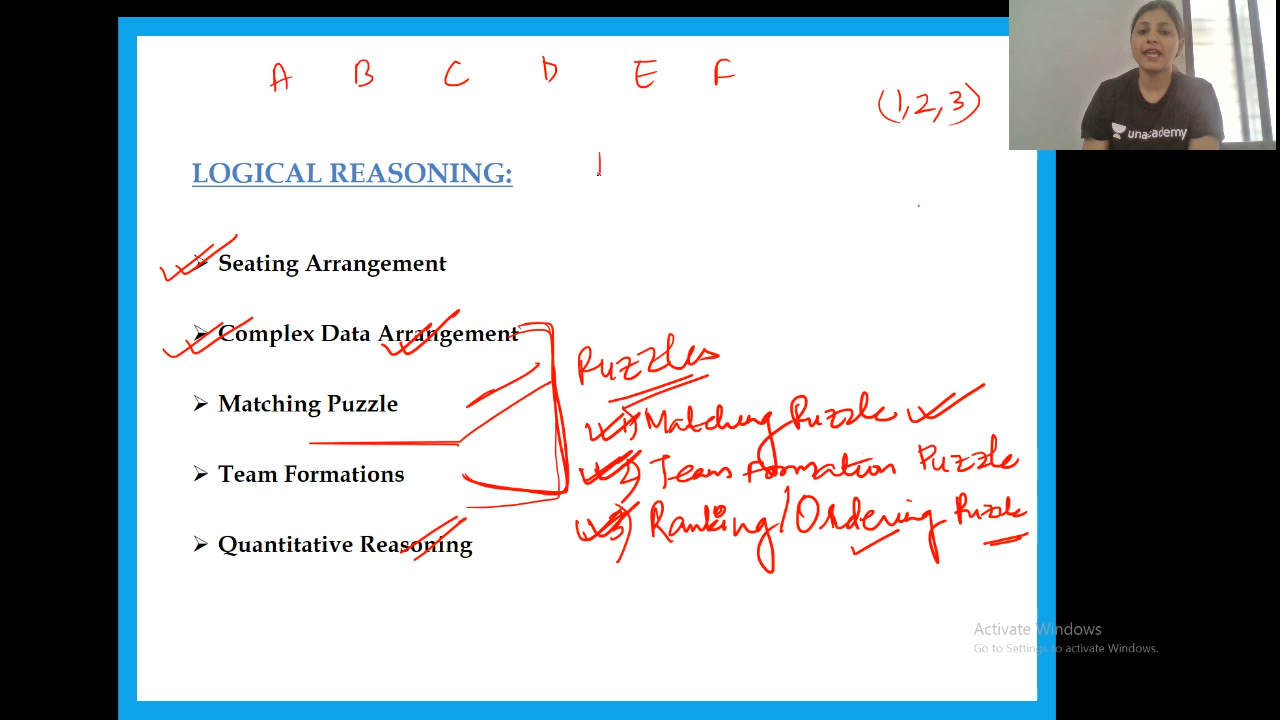 A B C D E F
(1,2,3)
unacademy
LOGICAL REASONING:
Seating Arrangement
Complex Data Arrangement
Puzzles
Matching Puzzle
1) Matching Puzzle
Team Formations
2) Team Formation Puzzle
3) Ranking/Ordering Puzzle
Quantitative Reasoning
Activate Windows
Go to Settings to activate Windows.